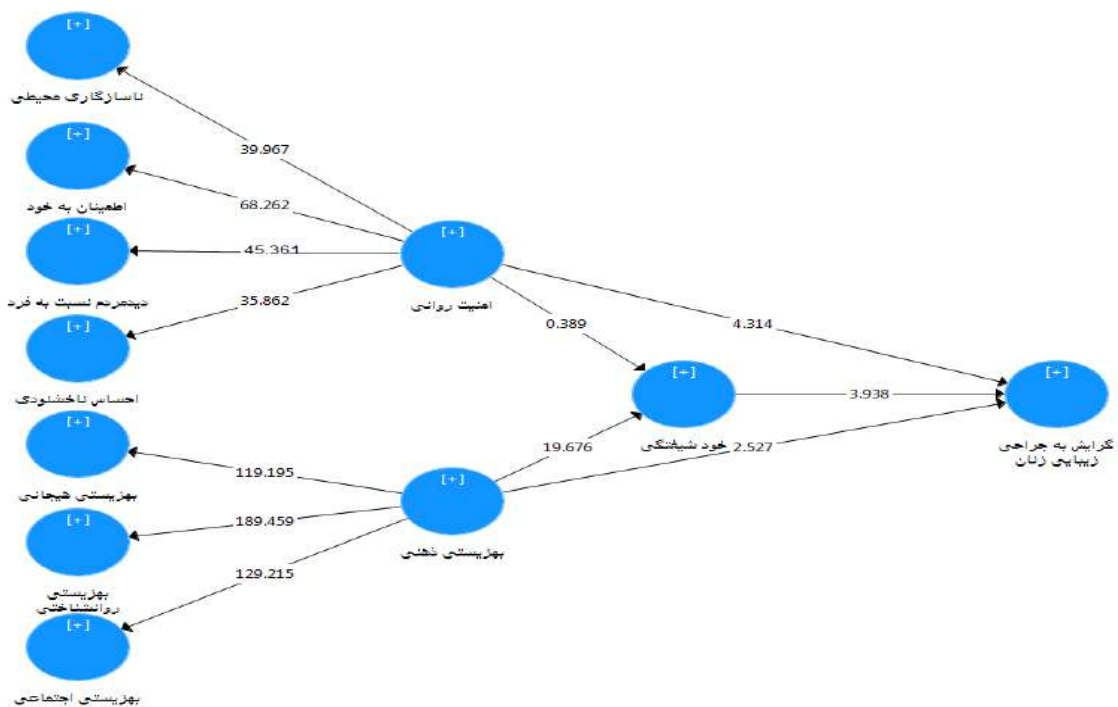 [+]
ناسازگاری محیطی
[+]
اطمینان به خود
[+]
دیدمردم نسبت به فرد
[+]
احساس ناخشنودی
[+]
بهزیستی هیجانی
[+]
بهزیستی
روانشناختی
[+]
بهزیستی اجتماعی
39.967
68.262
45.361
35.862
119.195
189.459
129.215
[+]
امنیت روانی
[+]
بهزیستی ذهنی
0.389
19.676
4.314
3.938
2.527
[+]
خود شیفتگی
[+]
گرایش به جراحی
زیبایی زنان